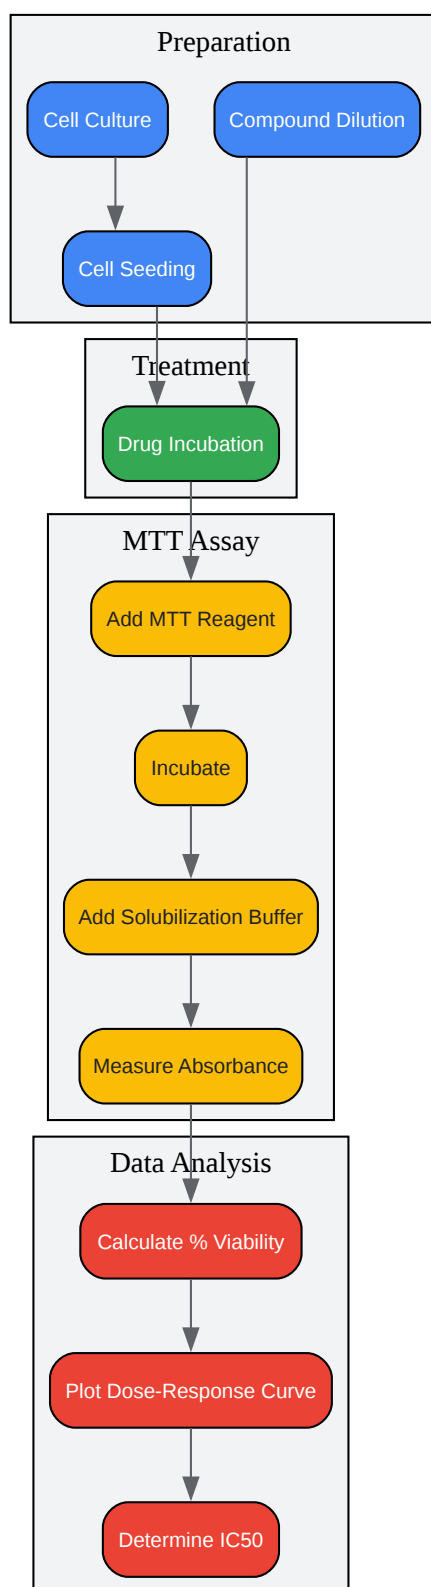 Preparation
Cell Culture
Compound Dilution
Cell Seeding
Treatment
Drug Incubation
MTT Assay
Add MTT Reagent
Incubate
Add Solubilization Buffer
Measure Absorbance
Data Analysis
Calculate % Viability
Plot Dose-Response Curve
Determine IC50